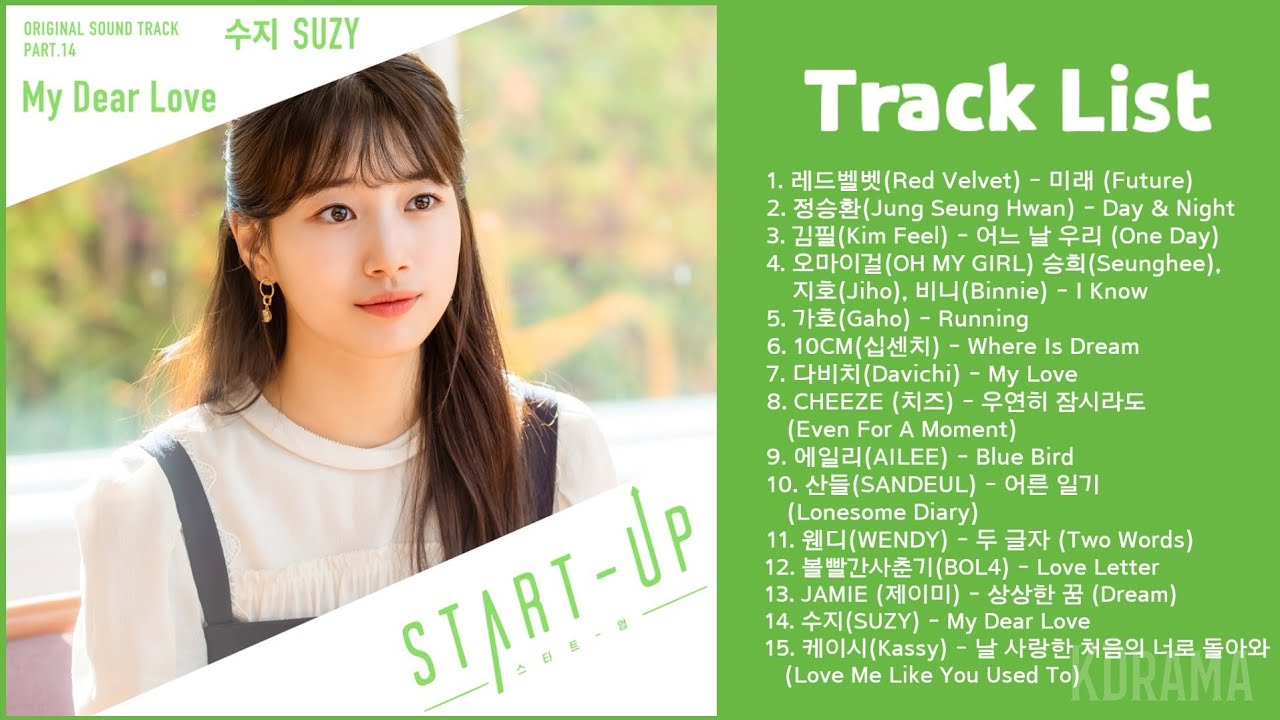 ORIGINAL SOUND TRACK
PART.14
수지 SUZY
My Dear Love
START-UP
스타트-업
Track List
1. 레드벨벳(Red Velvet) - 미래 (Future)
2. 정승환(Jung Seung Hwan) - Day & Night
3. 김필(Kim Feel) - 어느 날 우리 (One Day)
4. 오마이걸(OH MY GIRL) 승희(Seunghee),
지호(Jiho), 비니(Binnie) - I Know
5. 가호(Gaho) - Running
6. 10CM(십센치) - Where Is Dream
7. 다비치(Davichi) - My Love
8. CHEEZE (치즈) - 우연히 잠시라도
(Even For A Moment)
9. 에일리(AILEE) - Blue Bird
10. 산들(SANDEUL) - 어른 일기
(Lonesome Diary)
11. 웬디(WENDY) - 두 글자 (Two Words)
12. 볼빨간사춘기(BOL4) - Love Letter
13. JAMIE (제이미) - 상상한 꿈 (Dream)
14. 수지(SUZY) - My Dear Love
15. 케이시(Kassy) - 날 사랑한 처음의 너로 돌아와
(Love Me Like You Used To)
KDRAMA